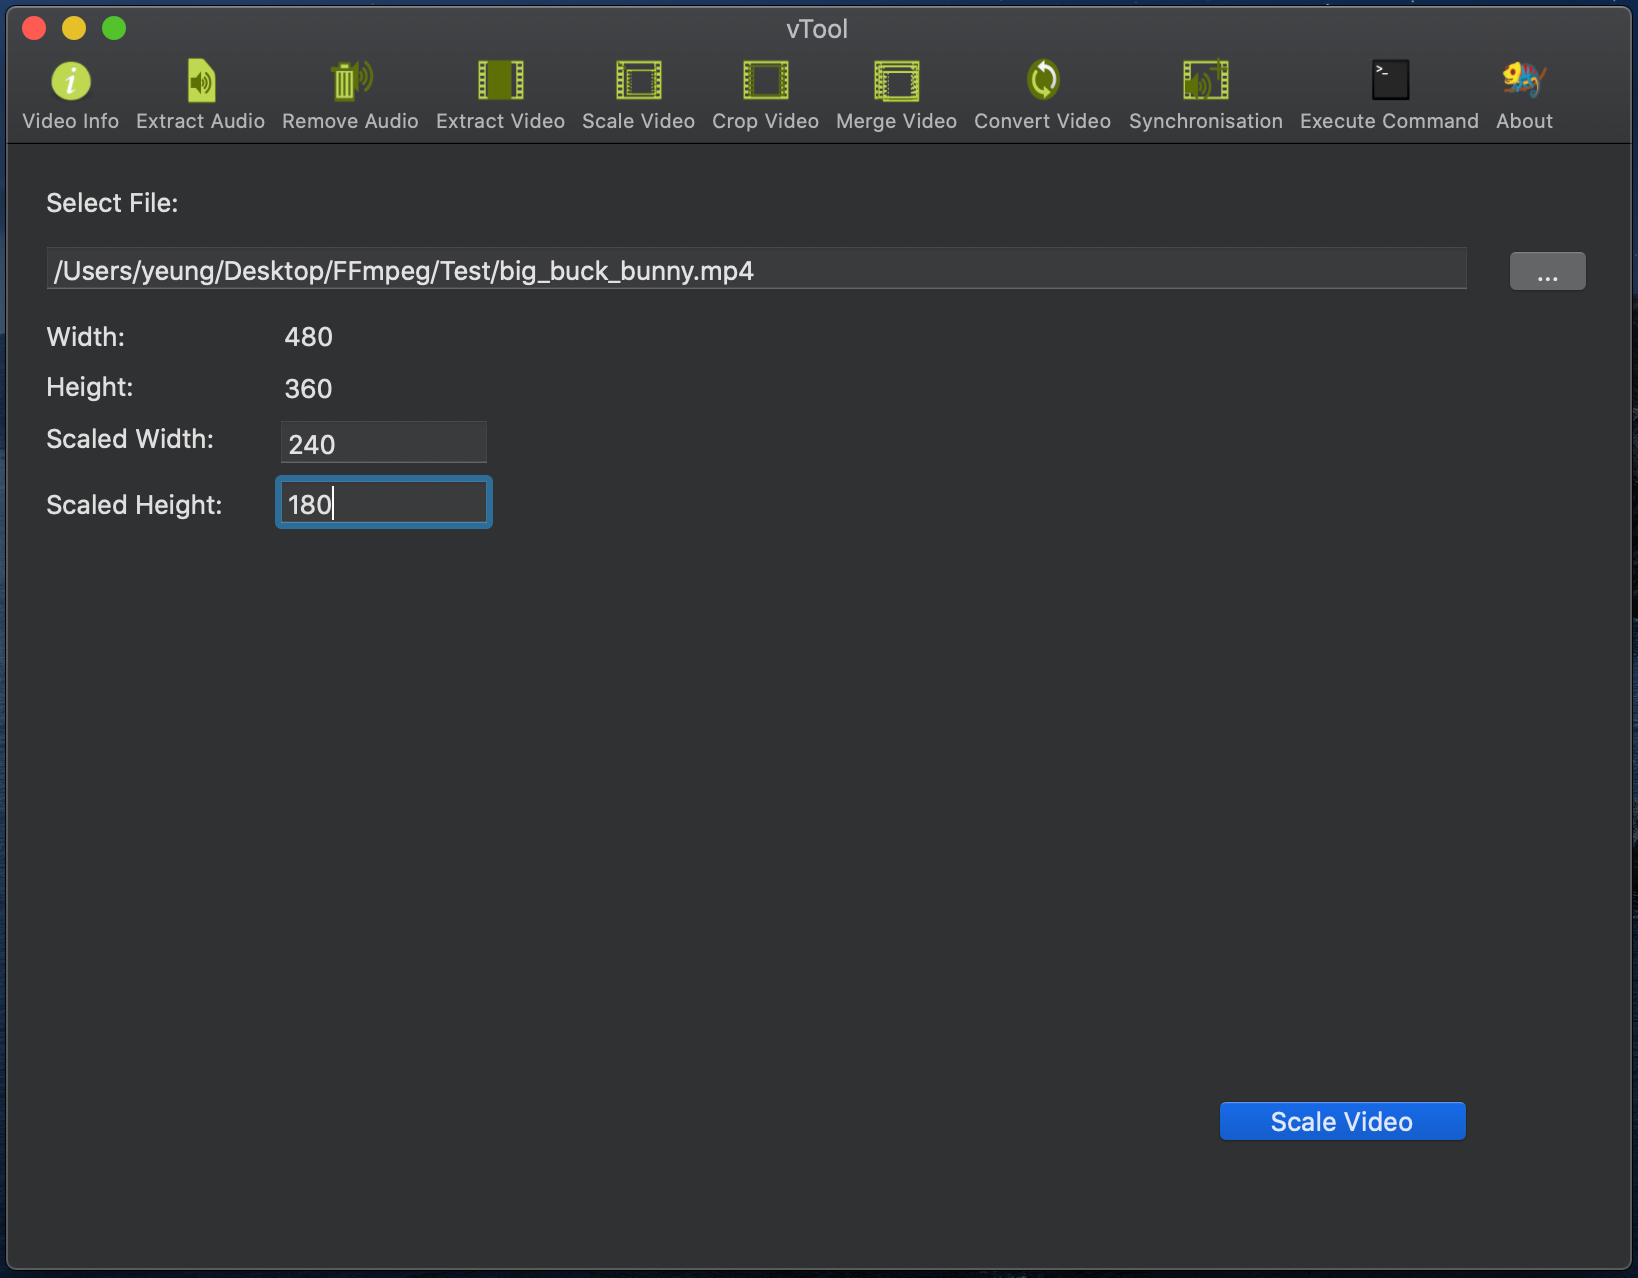 vTool
Video Info Extract Audio Remove Audio Extract Video Scale Video Crop Video Merge Video Convert Video Synchronisation Execute Command About
Select File:
/Users/yeung/Desktop/FFmpeg/Test/big_buck_bunny.mp4 ...
Width: 480
Height: 360
Scaled Width: 240
Scaled Height: 180
Scale Video